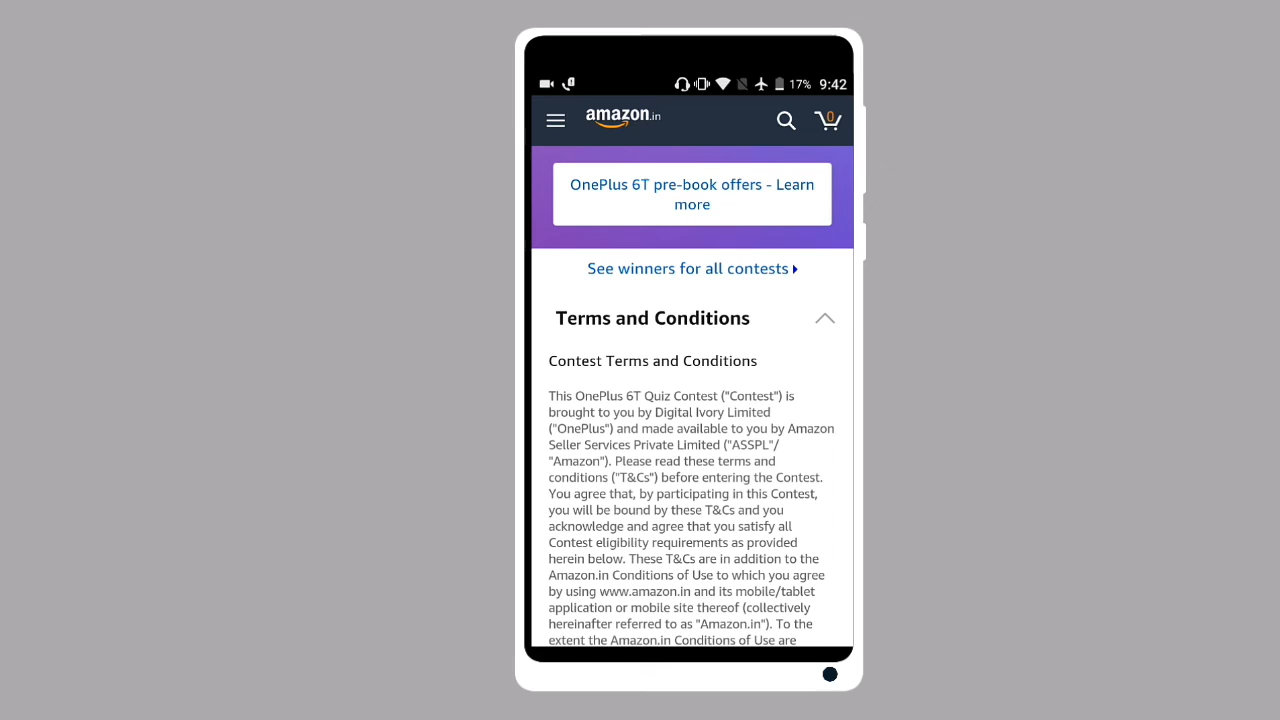 17% 9:42
amazon.in
0
OnePlus 6T pre-book offers - Learn
more
See winners for all contests
Terms and Conditions
Contest Terms and Conditions
This OnePlus 6T Quiz Contest ("Contest") is
brought to you by Digital Ivory Limited
("OnePlus") and made available to you by Amazon
Seller Services Private Limited ("ASSPL"/
"Amazon"). Please read these terms and
conditions ("T&Cs") before entering the Contest.
You agree that, by participating in this Contest,
you will be bound by these T&Cs and you
acknowledge and agree that you satisfy all
Contest eligibility requirements as provided
herein below. These T&Cs are in addition to the
Amazon.in Conditions of Use to which you agree
by using www.amazon.in and its mobile/tablet
application or mobile site thereof (collectively
hereinafter referred to as "Amazon.in"). To the
extent the Amazon.in Conditions of Use are